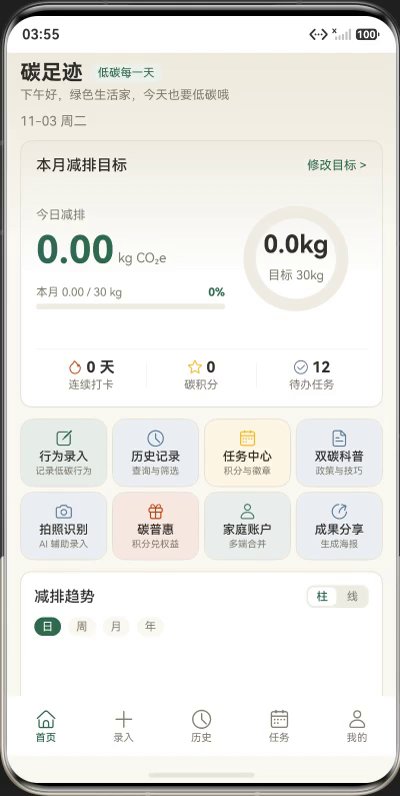 03:55
100
碳足迹 低碳每一天
下午好，绿色生活家，今天也要低碳哦
11-03 周二
本月减排目标 修改目标 >
今日减排
0.00 kg CO₂e
本月 0.00 / 30 kg 0%
0.0kg
目标 30kg
0 天 0 12
连续打卡 碳积分 待办任务
行为录入 历史记录 任务中心 双碳科普
记录低碳行为 查询与筛选 积分与徽章 政策与技巧
拍照识别 碳普惠 家庭账户 成果分享
AI 辅助录入 积分兑权益 多端合并 生成海报
减排趋势 柱 线
日 周 月 年
首页 录入 历史 任务 我的